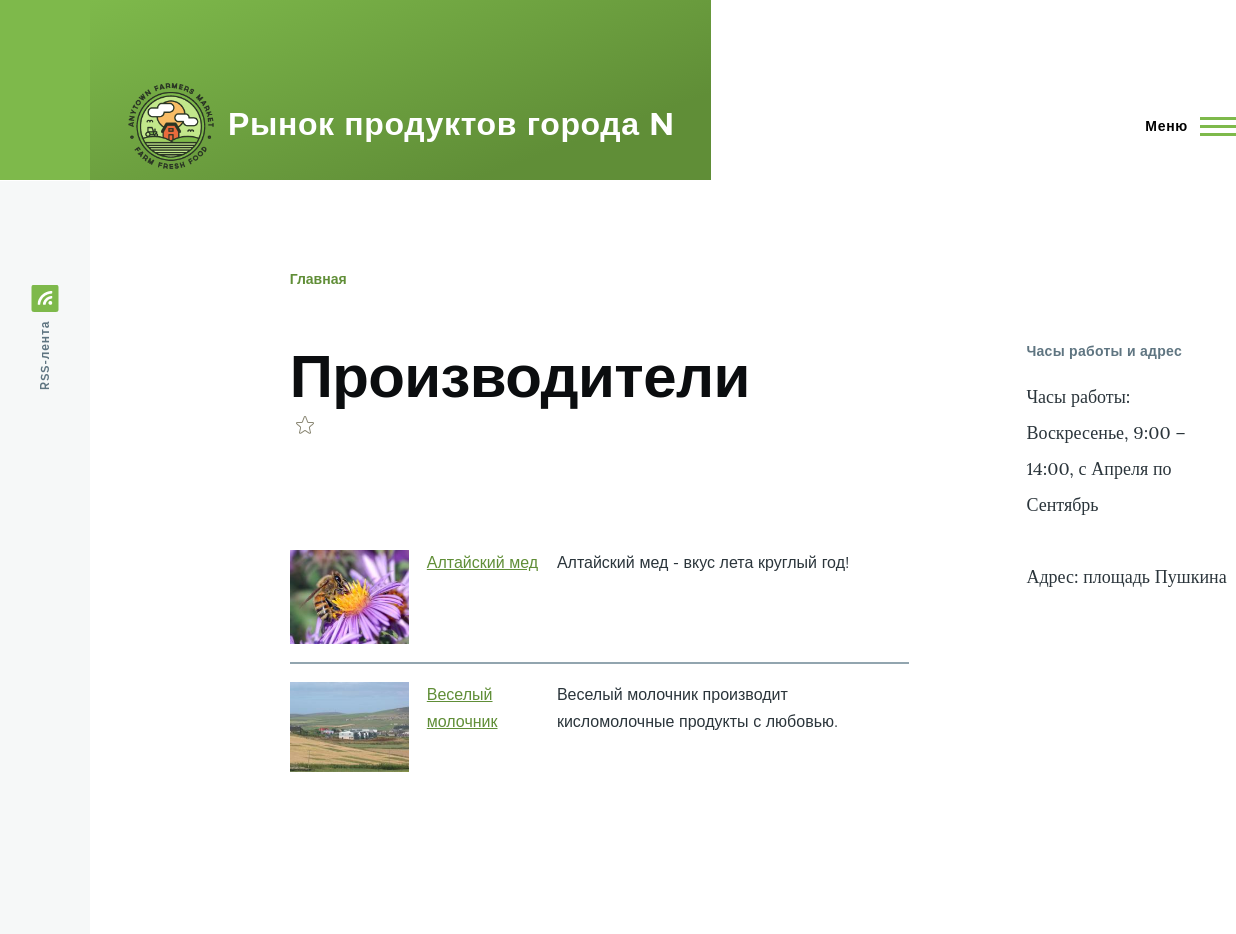 ANYTOWN FARMERS MARKET
FARM FRESH FOOD
Рынок продуктов города N
Меню
RSS-лента
Главная
Производители
Часы работы и адрес
Часы работы:
Воскресенье, 9:00 –
14:00, с Апреля по
Сентябрь
Адрес: площадь Пушкина
Алтайский мед
Алтайский мед - вкус лета круглый год!
Веселый
молочник
Веселый молочник производит
кисломолочные продукты с любовью.